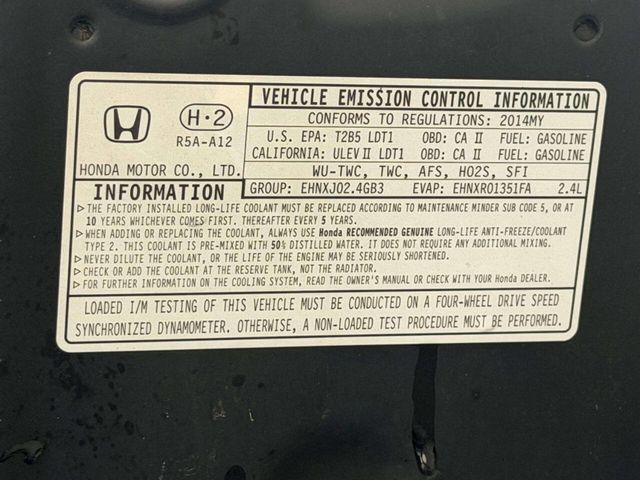 H·2
R5A-A12
HONDA MOTOR CO., LTD.
VEHICLE EMISSION CONTROL INFORMATION
CONFORMS TO REGULATIONS: 2014MY
U.S. EPA: T2B5 LDT1 OBD: CA II FUEL: GASOLINE
CALIFORNIA: ULEV II LDT1 OBD: CA II FUEL: GASOLINE
WU-TWC, TWC, AFS, HO2S, SFI
GROUP: EHNXJ02.4GB3 EVAP: EHNXR01351FA 2.4L
INFORMATION
▷THE FACTORY INSTALLED LONG-LIFE COOLANT MUST BE REPLACED ACCORDING TO MAINTENANCE MINDER SUB CODE 5, OR AT
10 YEARS WHICHEVER COMES FIRST. THEREAFTER EVERY 5 YEARS.
▷WHEN ADDING OR REPLACING THE COOLANT, ALWAYS USE Honda RECOMMENDED GENUINE LONG-LIFE ANTI-FREEZE/COOLANT
TYPE 2. THIS COOLANT IS PRE-MIXED WITH 50% DISTILLED WATER. IT DOES NOT REQUIRE ANY ADDITIONAL MIXING.
▷NEVER DILUTE THE COOLANT, OR THE LIFE OF THE ENGINE MAY BE SERIOUSLY SHORTENED.
▷CHECK OR ADD THE COOLANT AT THE RESERVE TANK, NOT THE RADIATOR.
▷FOR FURTHER INFORMATION ON THE COOLING SYSTEM, READ THE OWNER'S MANUAL OR CHECK WITH YOUR Honda DEALER.
LOADED I/M TESTING OF THIS VEHICLE MUST BE CONDUCTED ON A FOUR-WHEEL DRIVE SPEED
SYNCHRONIZED DYNAMOMETER. OTHERWISE, A NON-LOADED TEST PROCEDURE MUST BE PERFORMED.